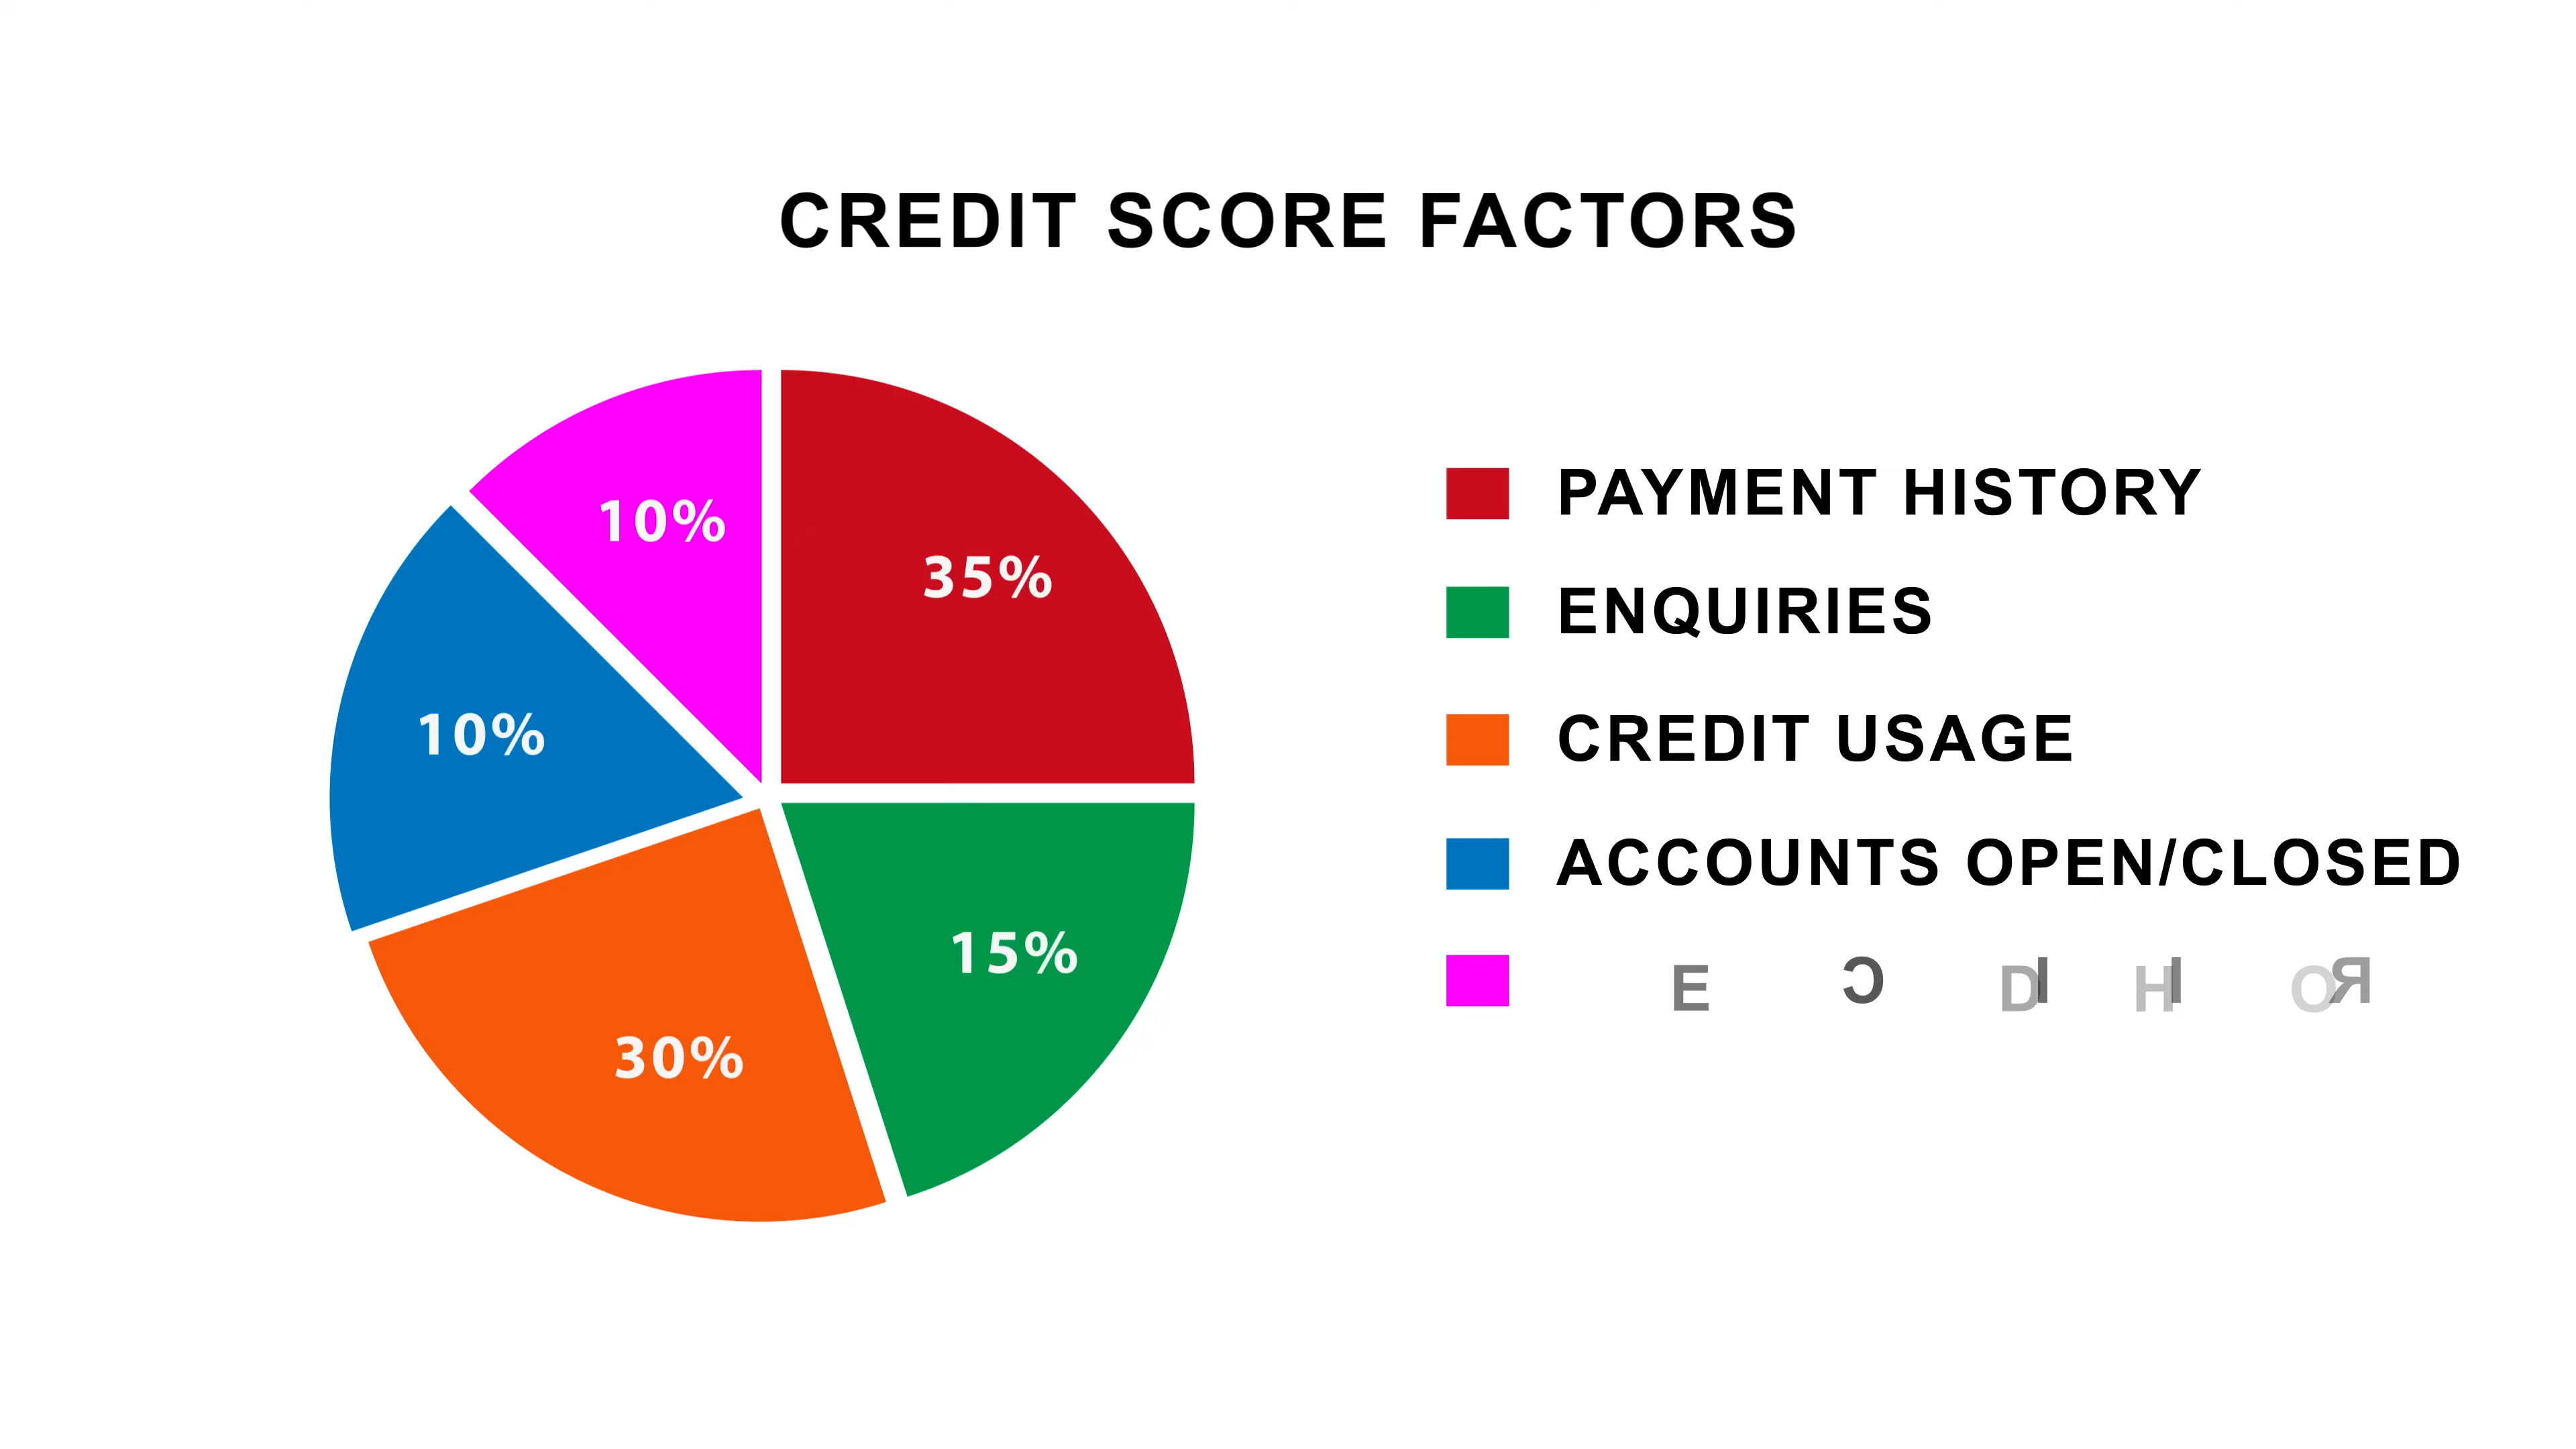 CREDIT SCORE FACTORS
10%
35%
10%
15%
30%
PAYMENT HISTORY
ENQUIRIES
CREDIT USAGE
ACCOUNTS OPEN/CLOSED